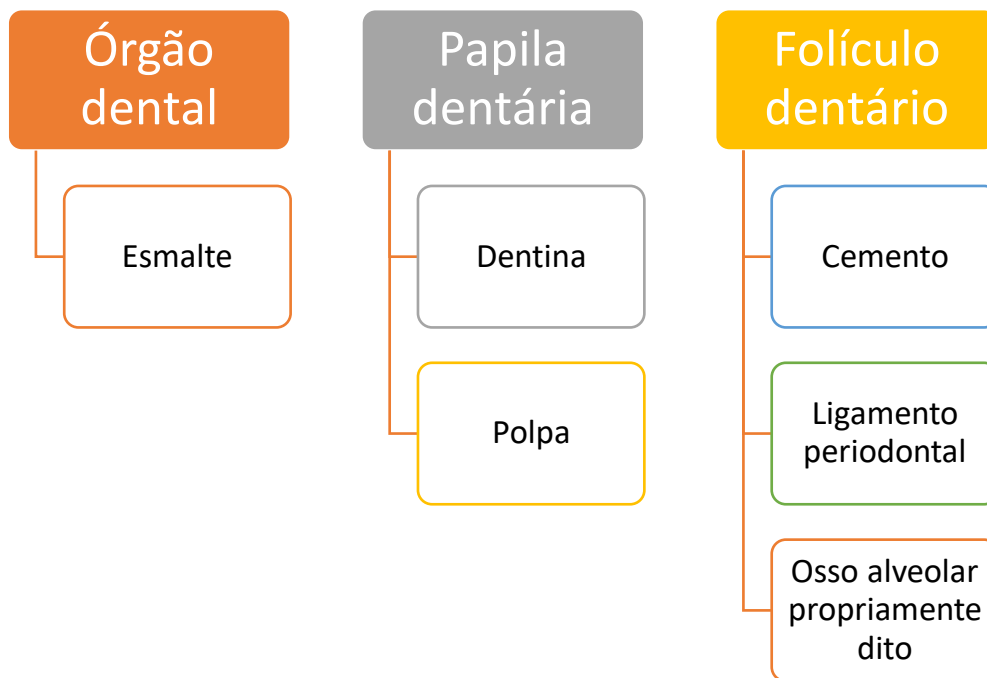 Órgão
dental
Esmalte
Papila
dentária
Dentina
Polpa
Folículo
dentário
Cemento
Ligamento
periodontal
Osso alveolar
propriamente
dito